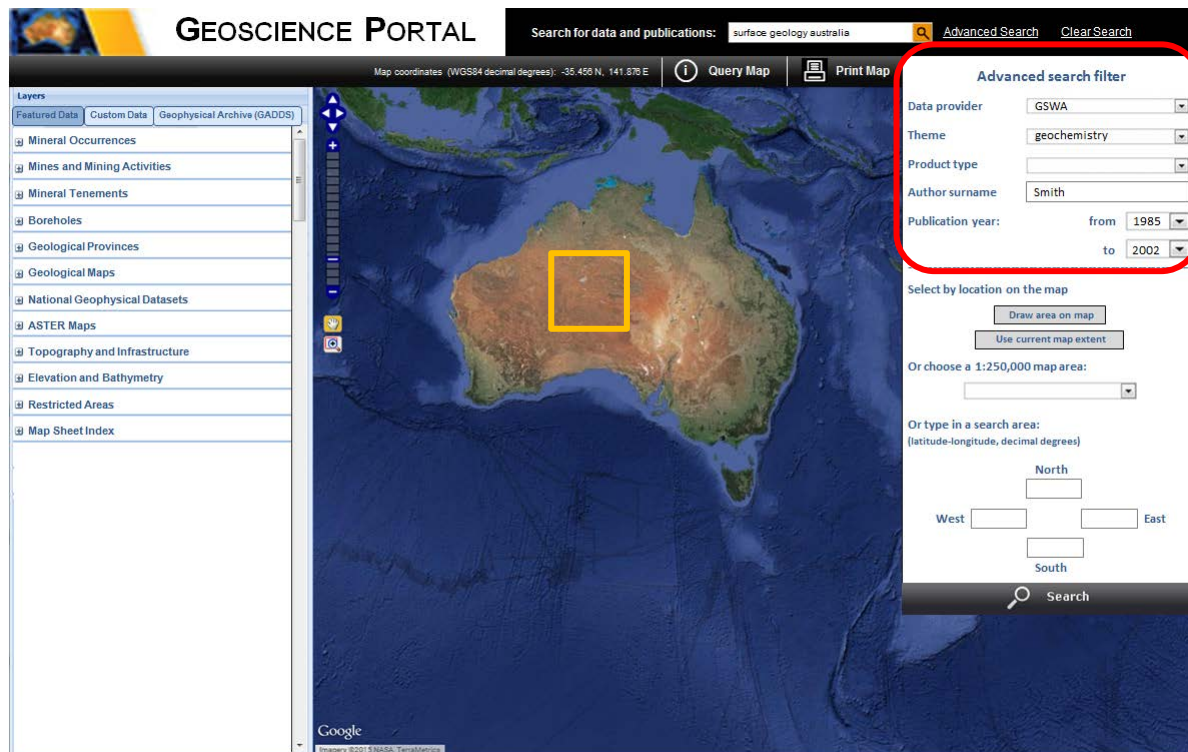 GEOSCIENCE PORTAL
Search for data and publications: surface geology australia Advanced Search Clear Search
Map coordinates (WGS84 decimal degrees): -35.456 N, 141.876 E i Query Map Print Map
Layers
Featured Data Custom Data Geophysical Archive (GADDS)
Mineral Occurrences
Mines and Mining Activities
Mineral Tenements
Boreholes
Geological Provinces
Geological Maps
National Geophysical Datasets
ASTER Maps
Topography and Infrastructure
Elevation and Bathymetry
Restricted Areas
Map Sheet Index
Google
Imagery ©2015 NASA, TerraMetrics
Advanced search filter
Data provider GSWA
Theme geochemistry
Product type
Author surname Smith
Publication year: from 1985
to 2002
Select by location on the map
Draw area on map
Use current map extent
Or choose a 1:250,000 map area:
Or type in a search area:
(latitude-longitude, decimal degrees)
North
West East
South
Search